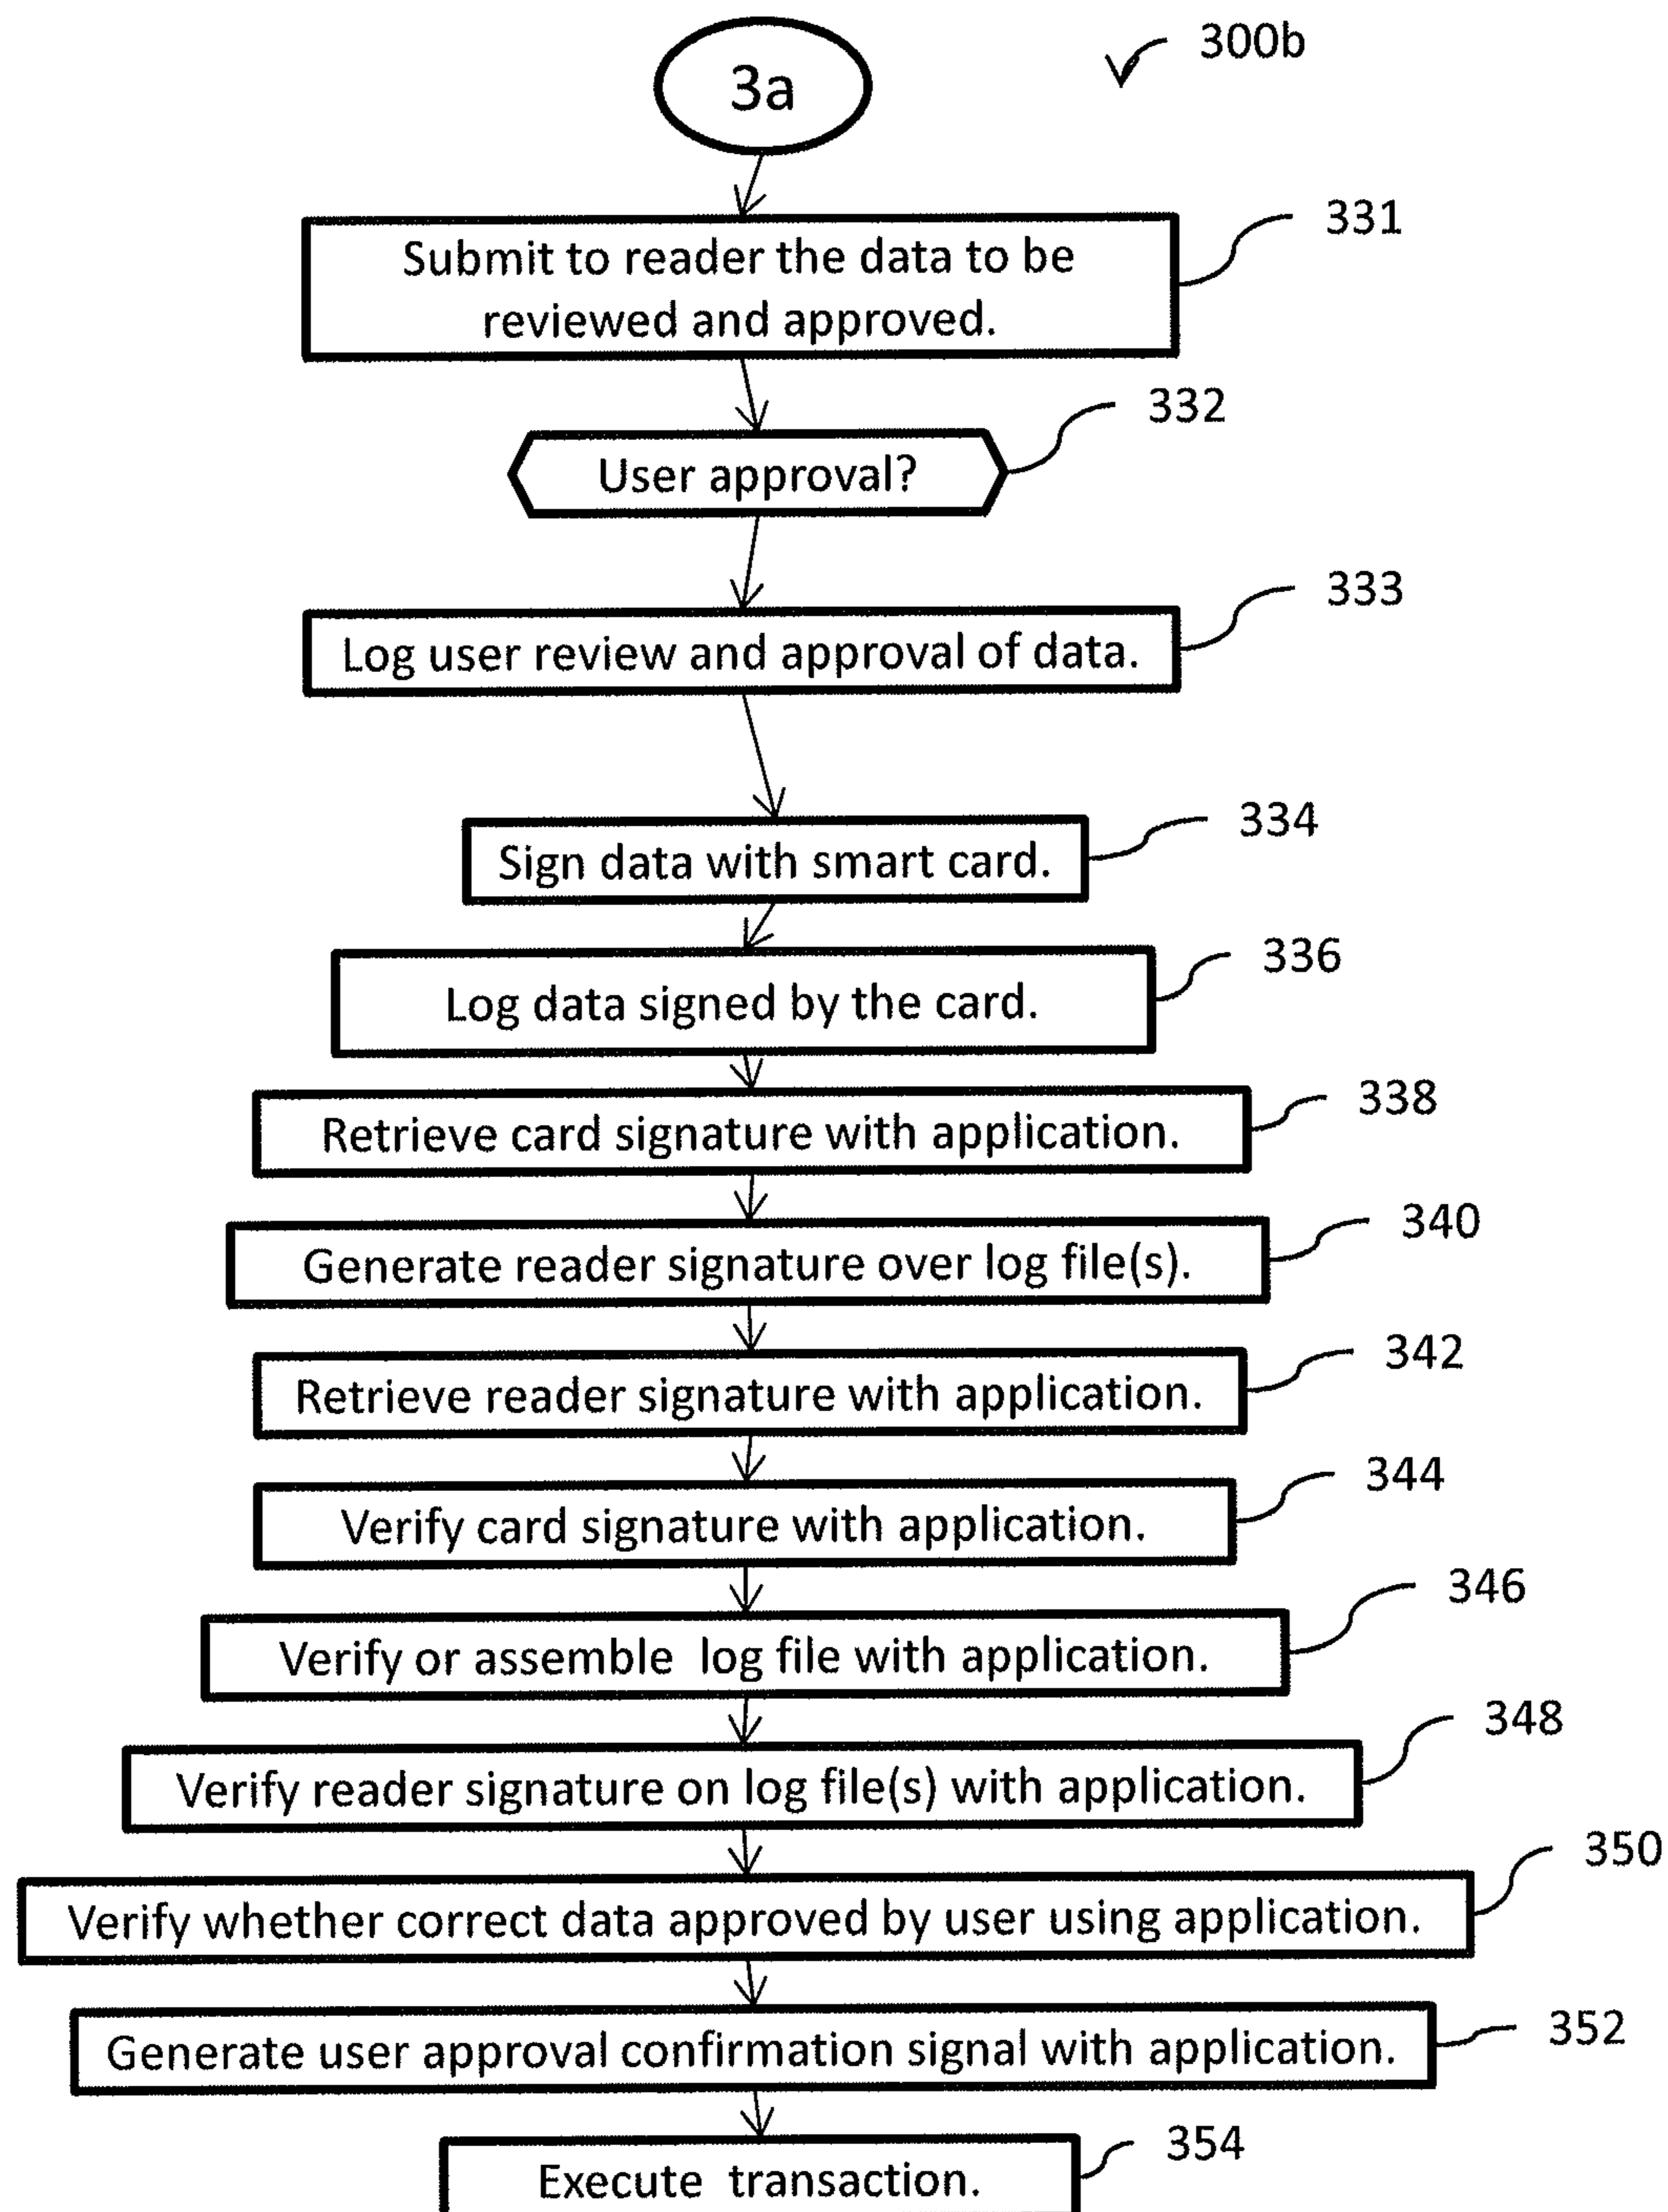 300b
3a
331
Submit to reader the data to be
reviewed and approved.
332
User approval?
333
Log user review and approval of data.
334
Sign data with smart card.
336
Log data signed by the card.
338
Retrieve card signature with application.
340
Generate reader signature over log file(s).
342
Retrieve reader signature with application.
344
Verify card signature with application.
346
Verify or assemble log file with application.
348
Verify reader signature on log file(s) with application.
350
Verify whether correct data approved by user using application.
352
Generate user approval confirmation signal with application.
354
Execute transaction.